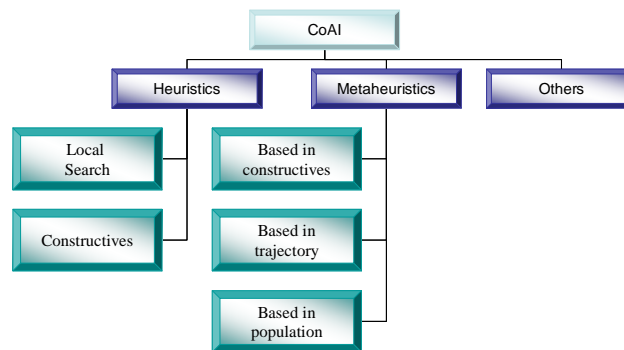 CoAI
Heuristics
Metaheuristics
Others
Local
Search
Based in
constructives
Constructives
Based in
trajectory
Based in
population